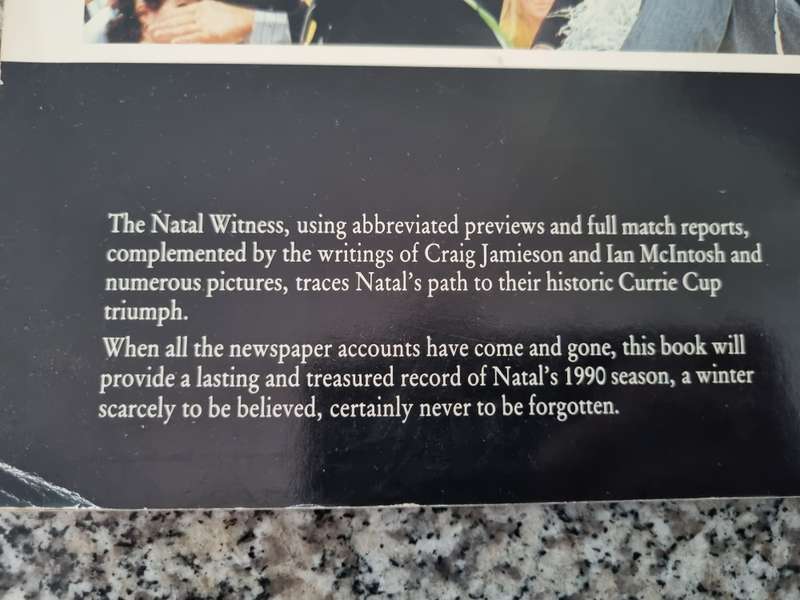 The Natal Witness, using abbreviated previews and full match reports,
complemented by the writings of Craig Jamieson and Ian McIntosh and
numerous pictures, traces Natal's path to their historic Currie Cup
triumph.
When all the newspaper accounts have come and gone, this book will
provide a lasting and treasured record of Natal's 1990 season, a winter
scarcely to be believed, certainly never to be forgotten.